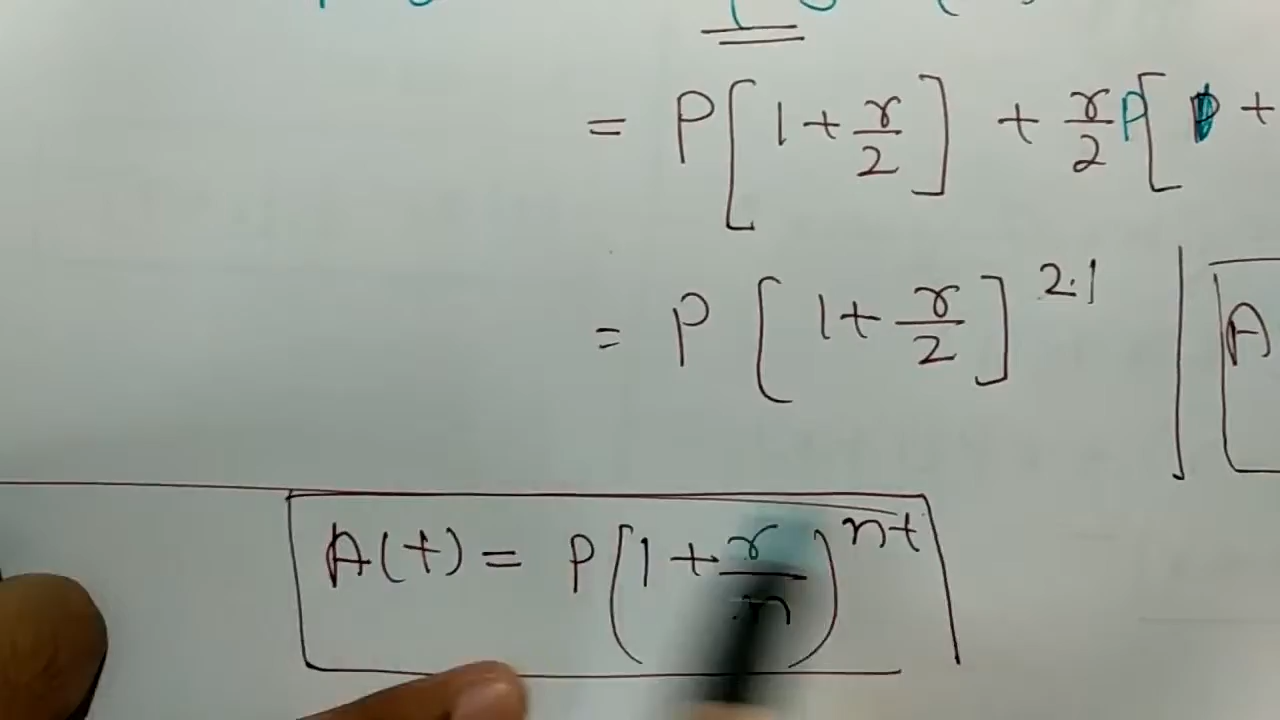 = P[1 + r/2] + r/2 P[ +
= P [1 + r/2]^2.1 | A
A(t) = P(1 + r/n)^nt